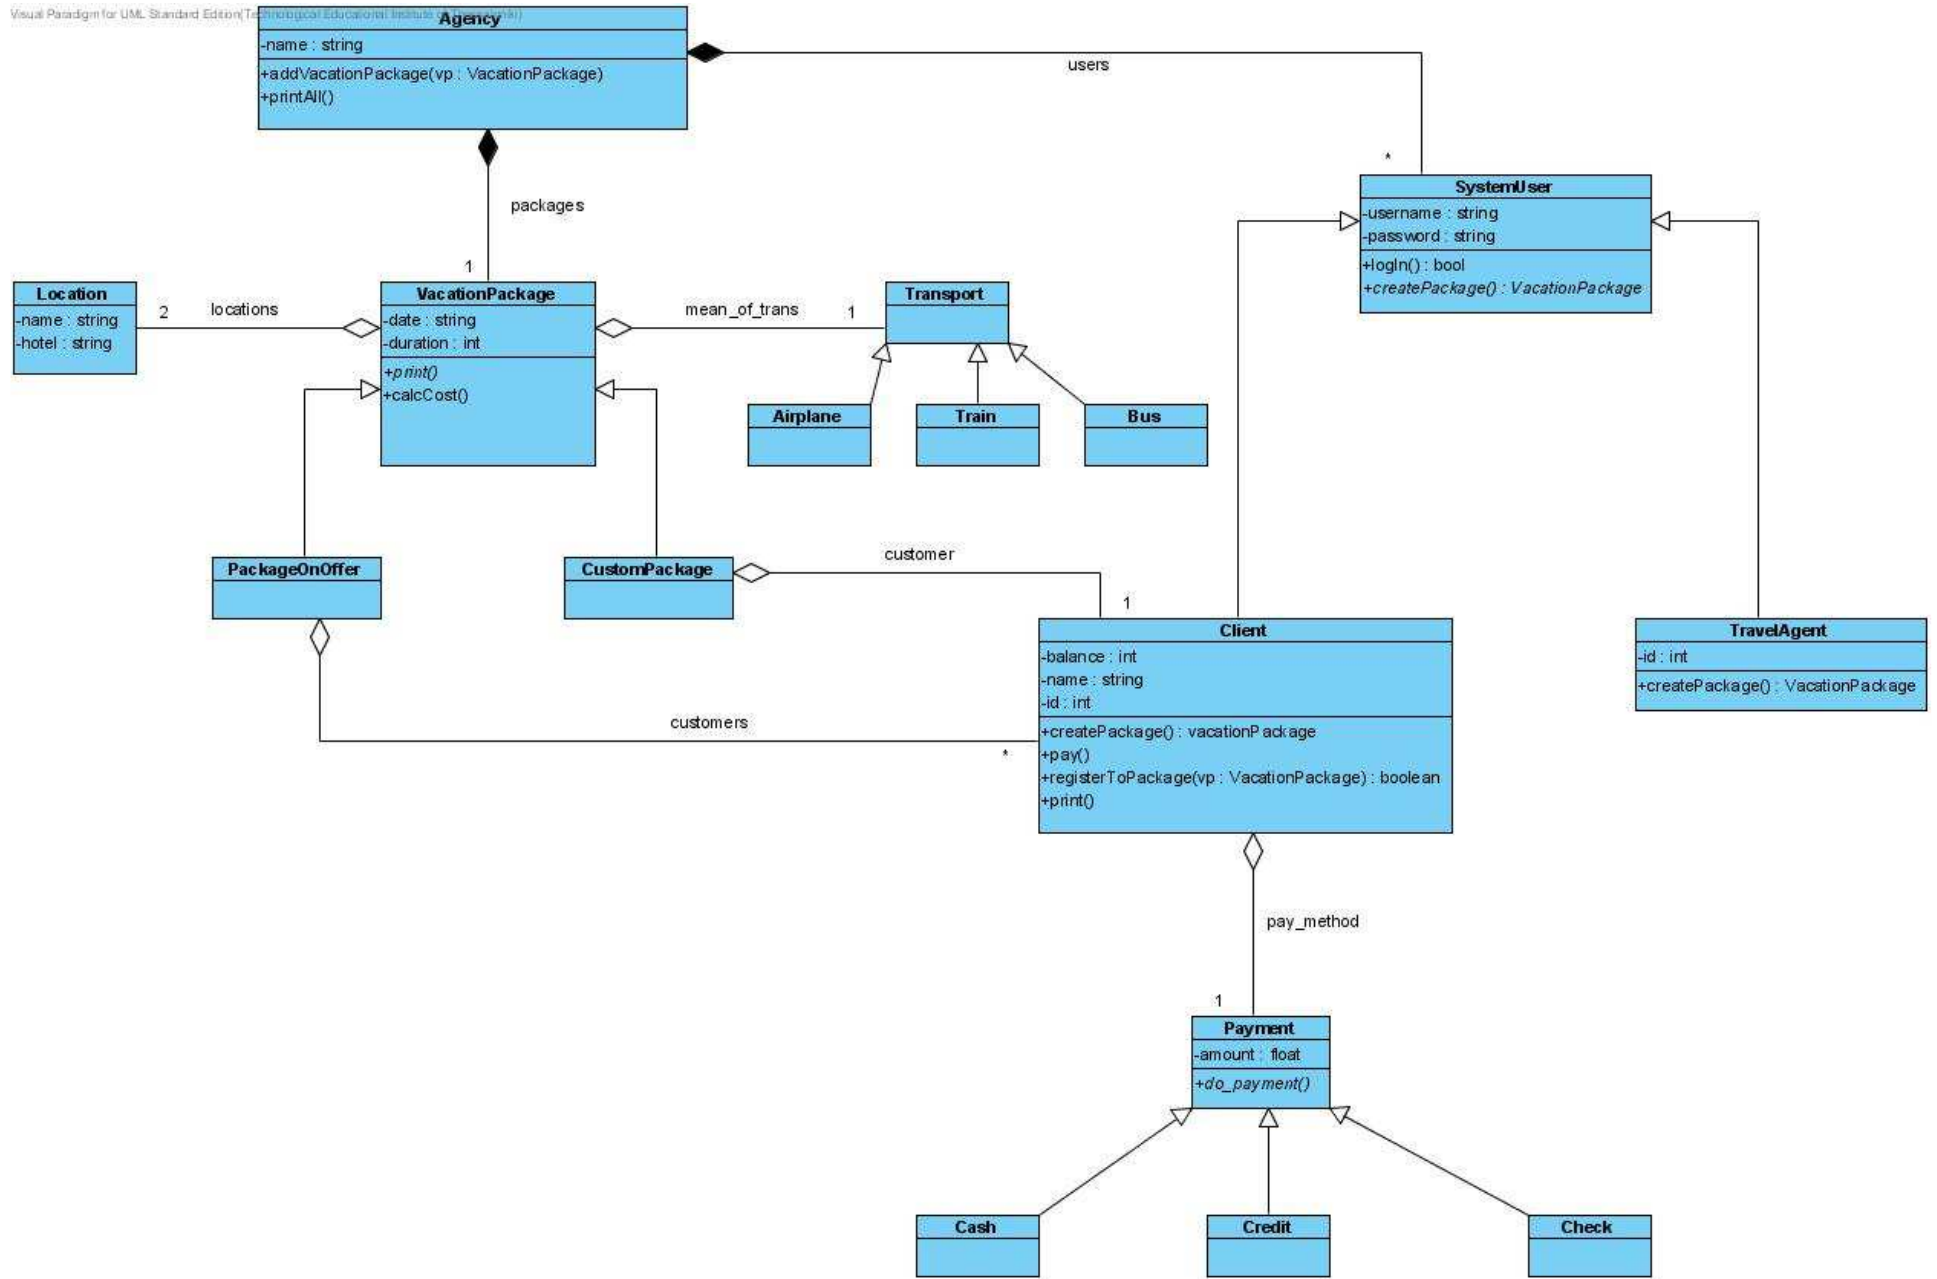 Visual Paradigm for UML Standard Edition(Technological Educational Institute of Thessaloniki)
Agency
-name : string
+addVacationPackage(vp : VacationPackage)
+printAll()
users
*
packages
1
SystemUser
-username : string
-password : string
+logIn() : bool
+createPackage() : VacationPackage
Location
-name : string
-hotel : string
2
locations
VacationPackage
-date : string
-duration : int
+print()
+calcCost()
mean_of_trans
1
Transport
Airplane
Train
Bus
PackageOnOffer
CustomPackage
customer
1
customers
*
Client
-balance : int
-name : string
-id : int
+createPackage() : vacationPackage
+pay()
+registerToPackage(vp : VacationPackage) : boolean
+print()
TravelAgent
-id : int
+createPackage() : VacationPackage
pay_method
1
Payment
-amount : float
+do_payment()
Cash
Credit
Check